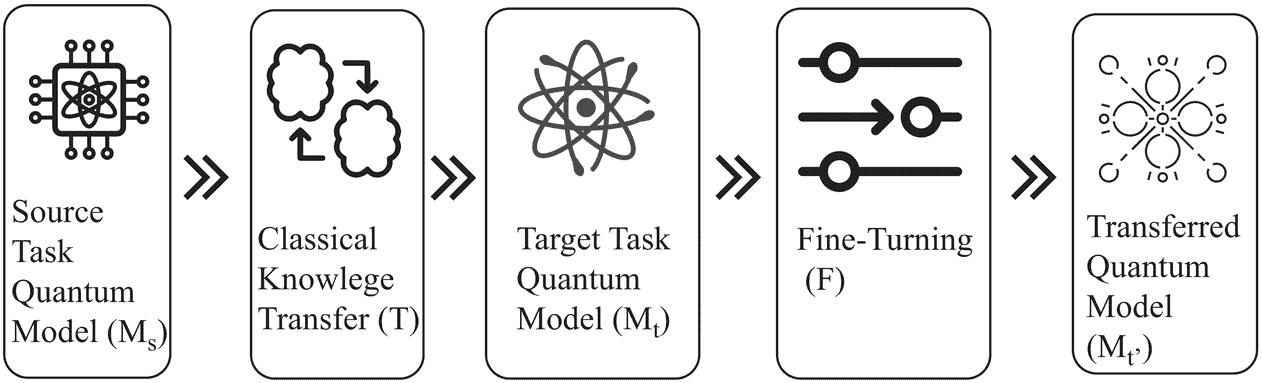 Source
Task
Quantum
Model (Mₛ)
Classical
Knowlege
Transfer (T)
Target Task
Quantum
Model (Mₜ)
Fine-Turning
(F)
Transferred
Quantum
Model
(Mₜ’)